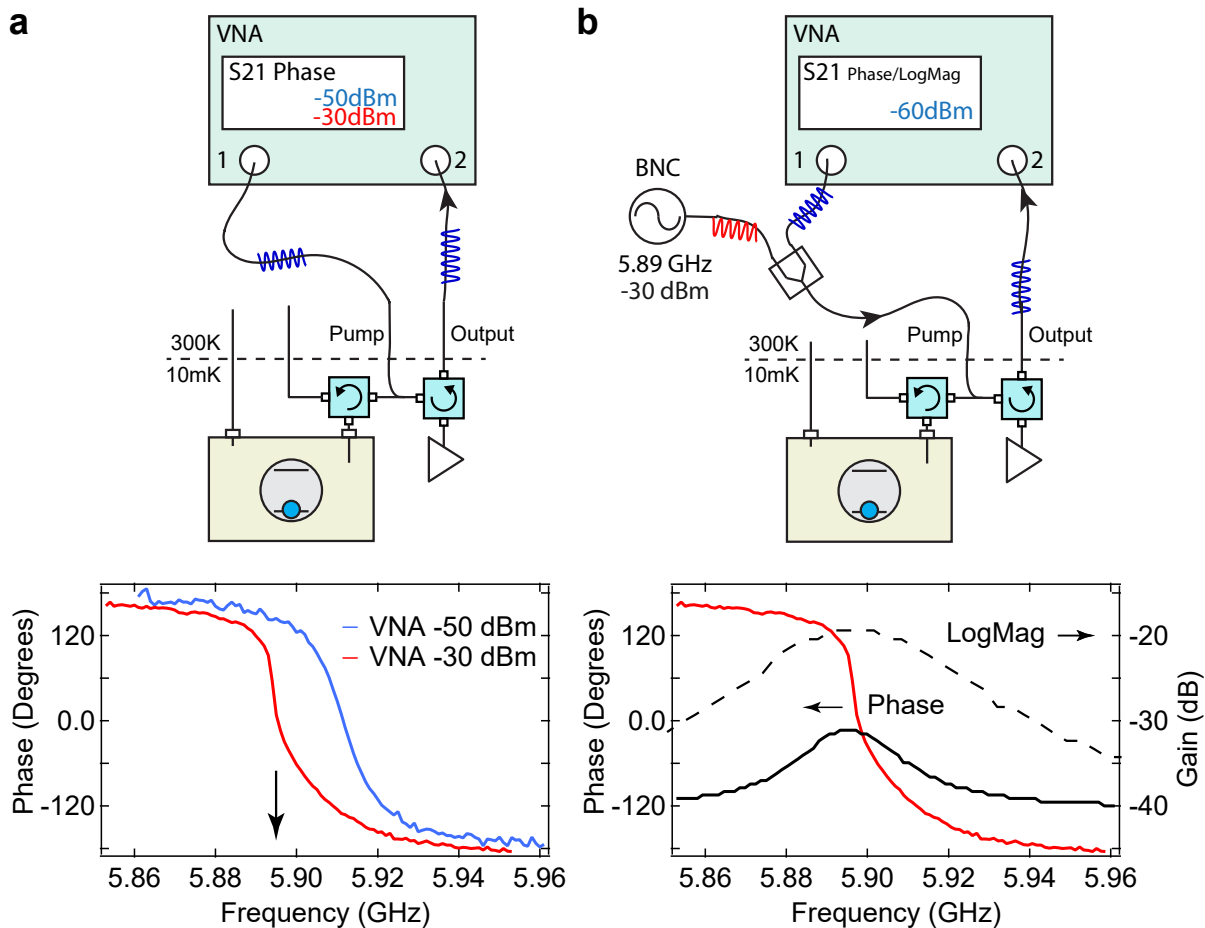 a
VNA
S21 Phase
-50dBm
-30dBm
1
2
Pump
Output
300K
10mK
120
0.0
-120
Phase (Degrees)
VNA -50 dBm
VNA -30 dBm
5.86 5.88 5.90 5.92 5.94 5.96
Frequency (GHz)
b
VNA
S21 Phase/LogMag
-60dBm
1
2
BNC
5.89 GHz
-30 dBm
Pump
Output
300K
10mK
120
0.0
-120
Phase (Degrees)
LogMag
Phase
-20
-30
-40
Gain (dB)
5.86 5.88 5.90 5.92 5.94 5.96
Frequency (GHz)